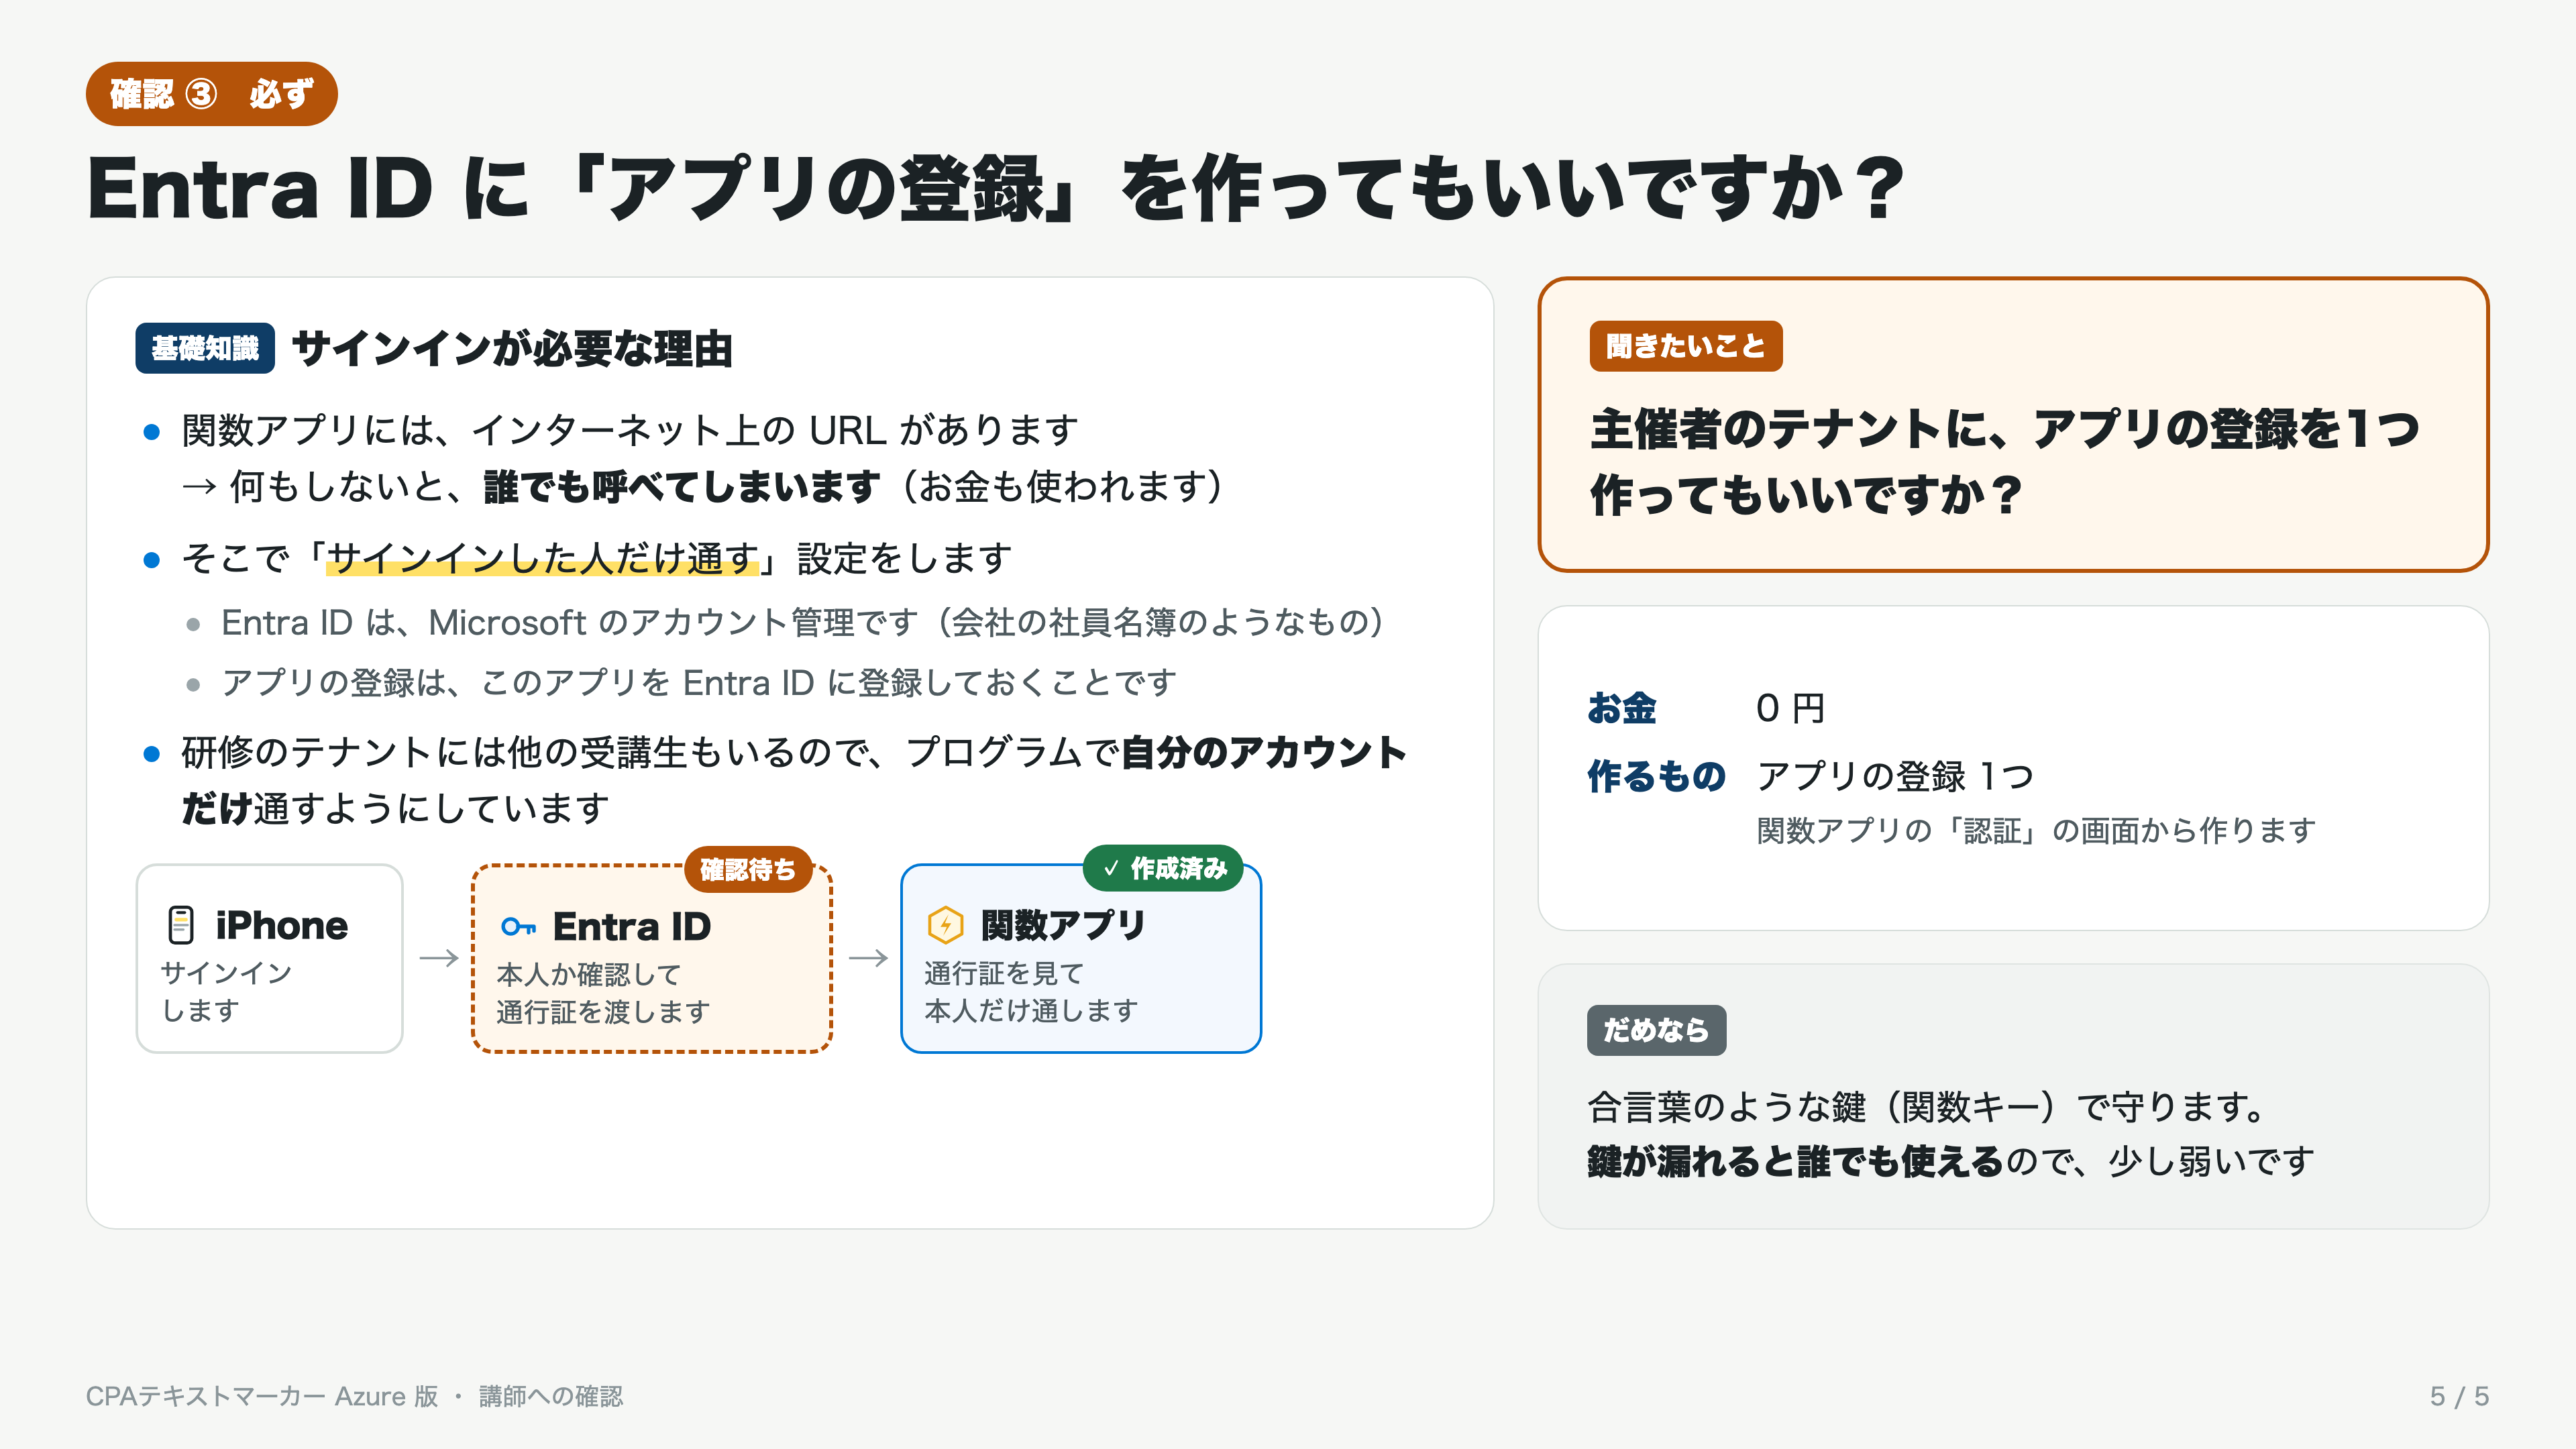 確認 ③　必ず
Entra ID に「アプリの登録」を作ってもいいですか？
基礎知識 サインインが必要な理由
関数アプリには、インターネット上の URL があります
→ 何もしないと、誰でも呼べてしまいます（お金も使われます）
そこで「サインインした人だけ通す」設定をします
Entra ID は、Microsoft のアカウント管理です（会社の社員名簿のようなもの）
アプリの登録は、このアプリを Entra ID に登録しておくことです
研修のテナントには他の受講生もいるので、プログラムで自分のアカウント
だけ通すようにしています
iPhone
サインイン
します
→
確認待ち
Entra ID
本人か確認して
通行証を渡します
→
✓ 作成済み
関数アプリ
通行証を見て
本人だけ通します
聞きたいこと
主催者のテナントに、アプリの登録を1つ
作ってもいいですか？
お金 0 円
作るもの アプリの登録 1つ
関数アプリの「認証」の画面から作ります
だめなら
合言葉のような鍵（関数キー）で守ります。
鍵が漏れると誰でも使えるので、少し弱いです
CPAテキストマーカー Azure 版 ・ 講師への確認
5 / 5